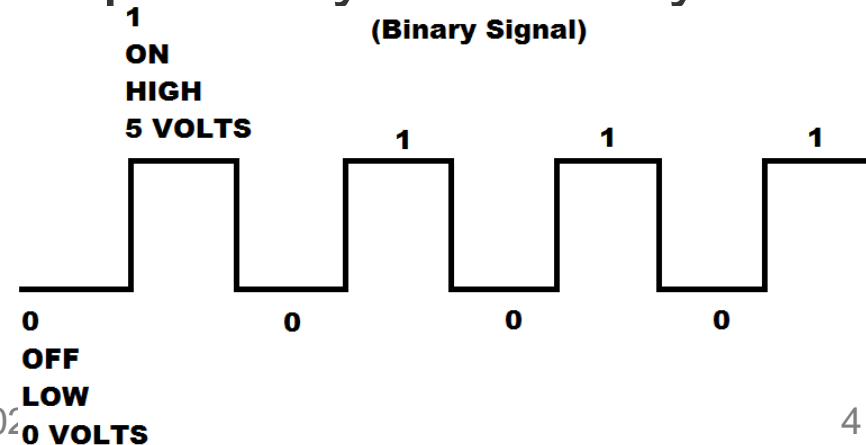 1
(Binary Signal)
ON
HIGH
5 VOLTS
1
1
1
0
0
0
0
OFF
LOW
0 VOLTS
4